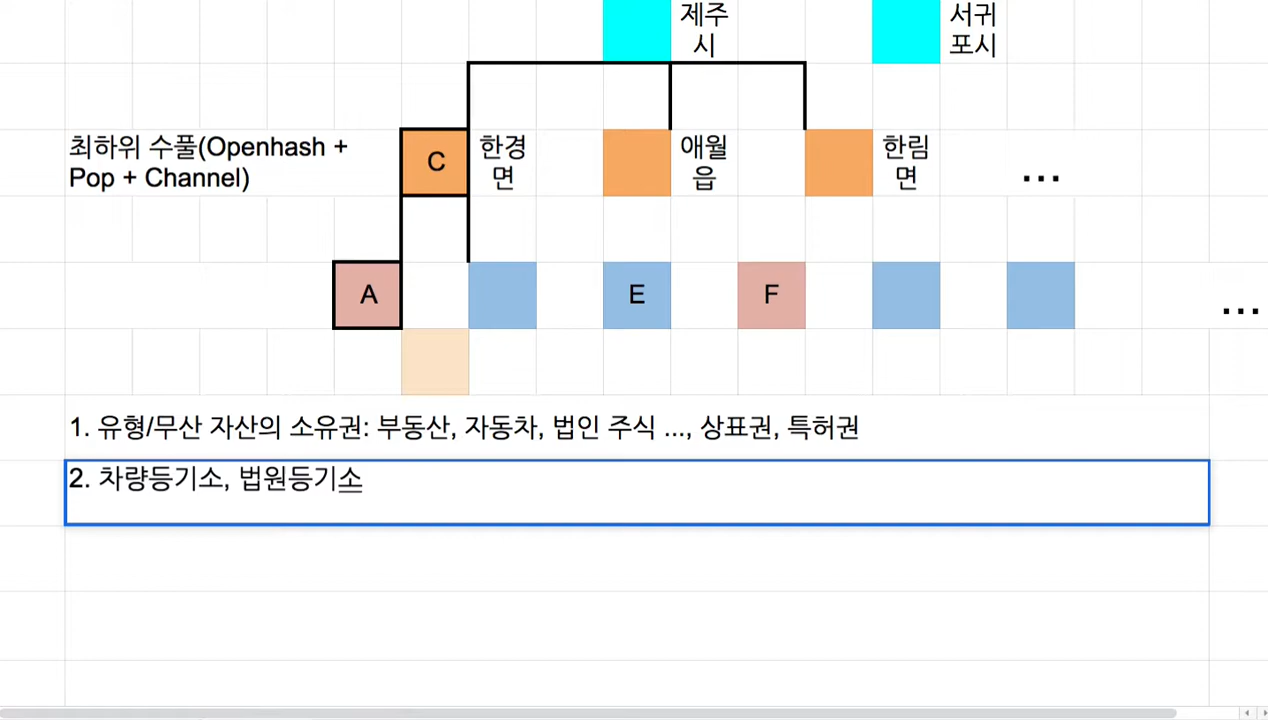 제주
시
서귀
포시
최하위 수풀(Openhash +
Pop + Channel)
C
한경
면
애월
읍
한림
면
...
A
E
F
...
1. 유형/무산 자산의 소유권: 부동산, 자동차, 법인 주식 ..., 상표권, 특허권
2. 차량등기소, 법원등기소